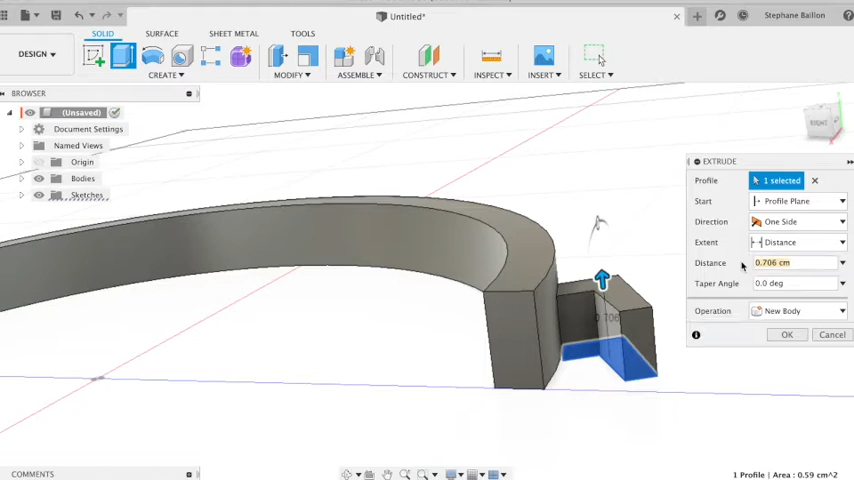 Untitled*
Stephane Baillon
DESIGN
SOLID SURFACE SHEET METAL TOOLS
CREATE MODIFY ASSEMBLE CONSTRUCT INSPECT INSERT SELECT
BROWSER
(Unsaved)
Document Settings
Named Views
Origin
Bodies
Sketches
RIGHT
EXTRUDE
Profile 1 selected
Start Profile Plane
Direction One Side
Extent Distance
Distance 0.706 cm
Taper Angle 0.0 deg
Operation New Body
OK Cancel
0.706
COMMENTS
1 Profile | Area : 0.59 cm^2